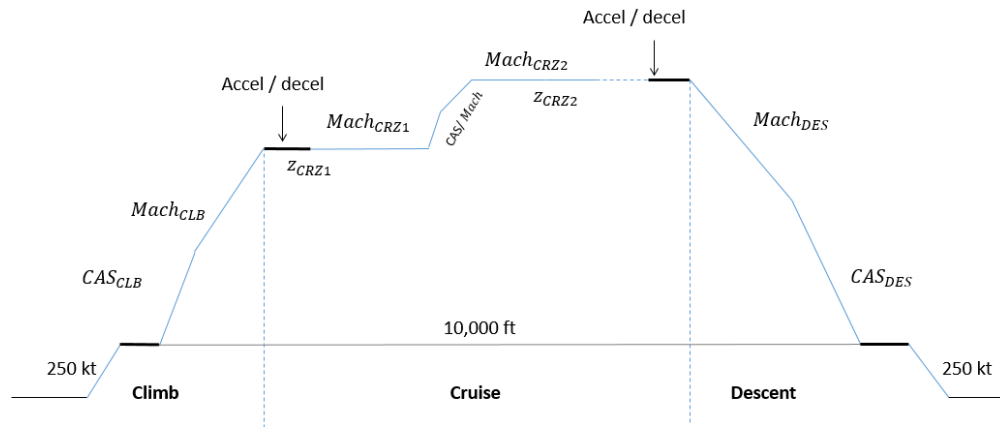 Accel / decel
Mach_CRZ2
Accel / decel
Mach_CRZ1
CAS/ Mach
z_CRZ2
Mach_DES
z_CRZ1
Mach_CLB
CAS_CLB
CAS_DES
10,000 ft
250 kt
250 kt
Climb
Cruise
Descent